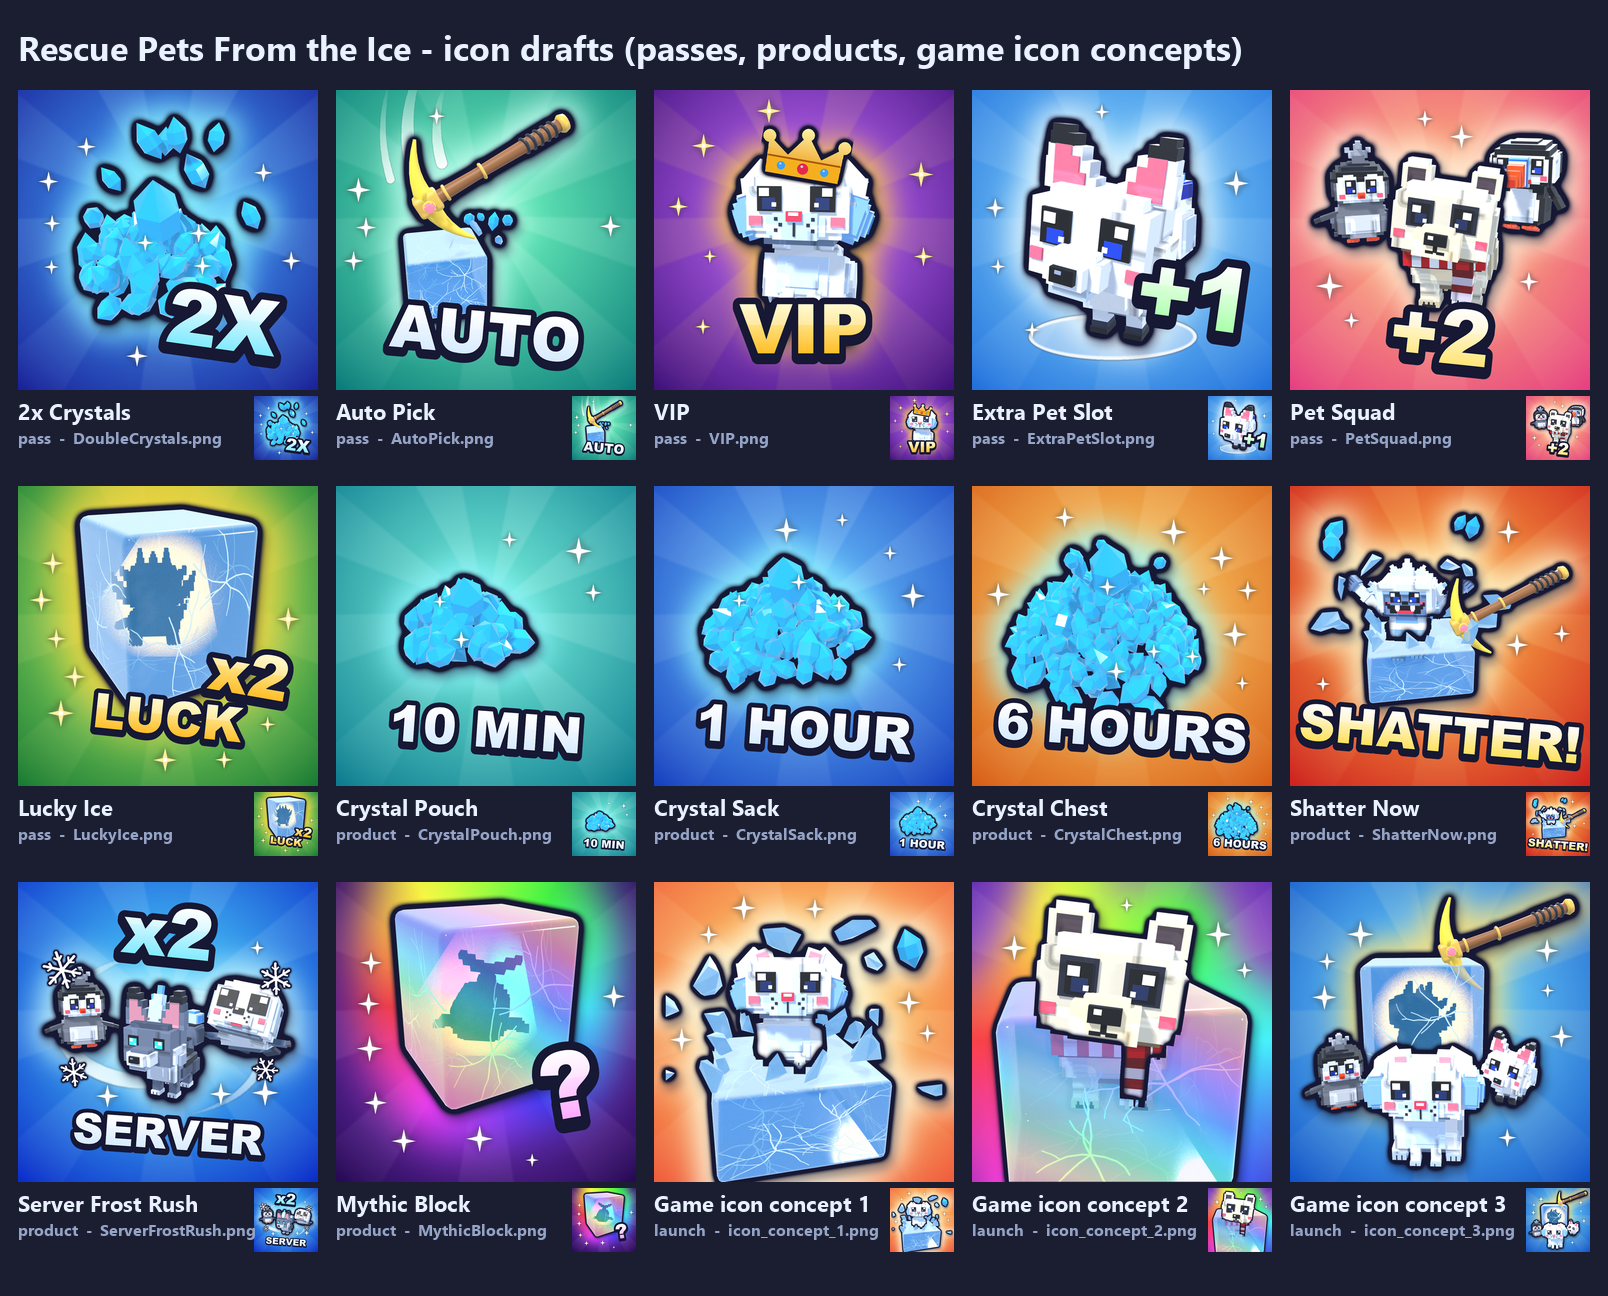 Rescue Pets From the Ice - icon drafts (passes, products, game icon concepts)
2X
AUTO
VIP
+1
+2
2x Crystals
pass - DoubleCrystals.png
2X
Auto Pick
pass - AutoPick.png
AUTO
VIP
pass - VIP.png
VIP
Extra Pet Slot
pass - ExtraPetSlot.png
+1
Pet Squad
pass - PetSquad.png
+2
x2
LUCK
10 MIN
1 HOUR
6 HOURS
SHATTER!
Lucky Ice
pass - LuckyIce.png
x2
LUCK
Crystal Pouch
product - CrystalPouch.png
10 MIN
Crystal Sack
product - CrystalSack.png
1 HOUR
Crystal Chest
product - CrystalChest.png
6 HOURS
Shatter Now
product - ShatterNow.png
SHATTER!
x2
SERVER
?
Server Frost Rush
product - ServerFrostRush.png
x2
SERVER
Mythic Block
product - MythicBlock.png
?
Game icon concept 1
launch - icon_concept_1.png
Game icon concept 2
launch - icon_concept_2.png
Game icon concept 3
launch - icon_concept_3.png